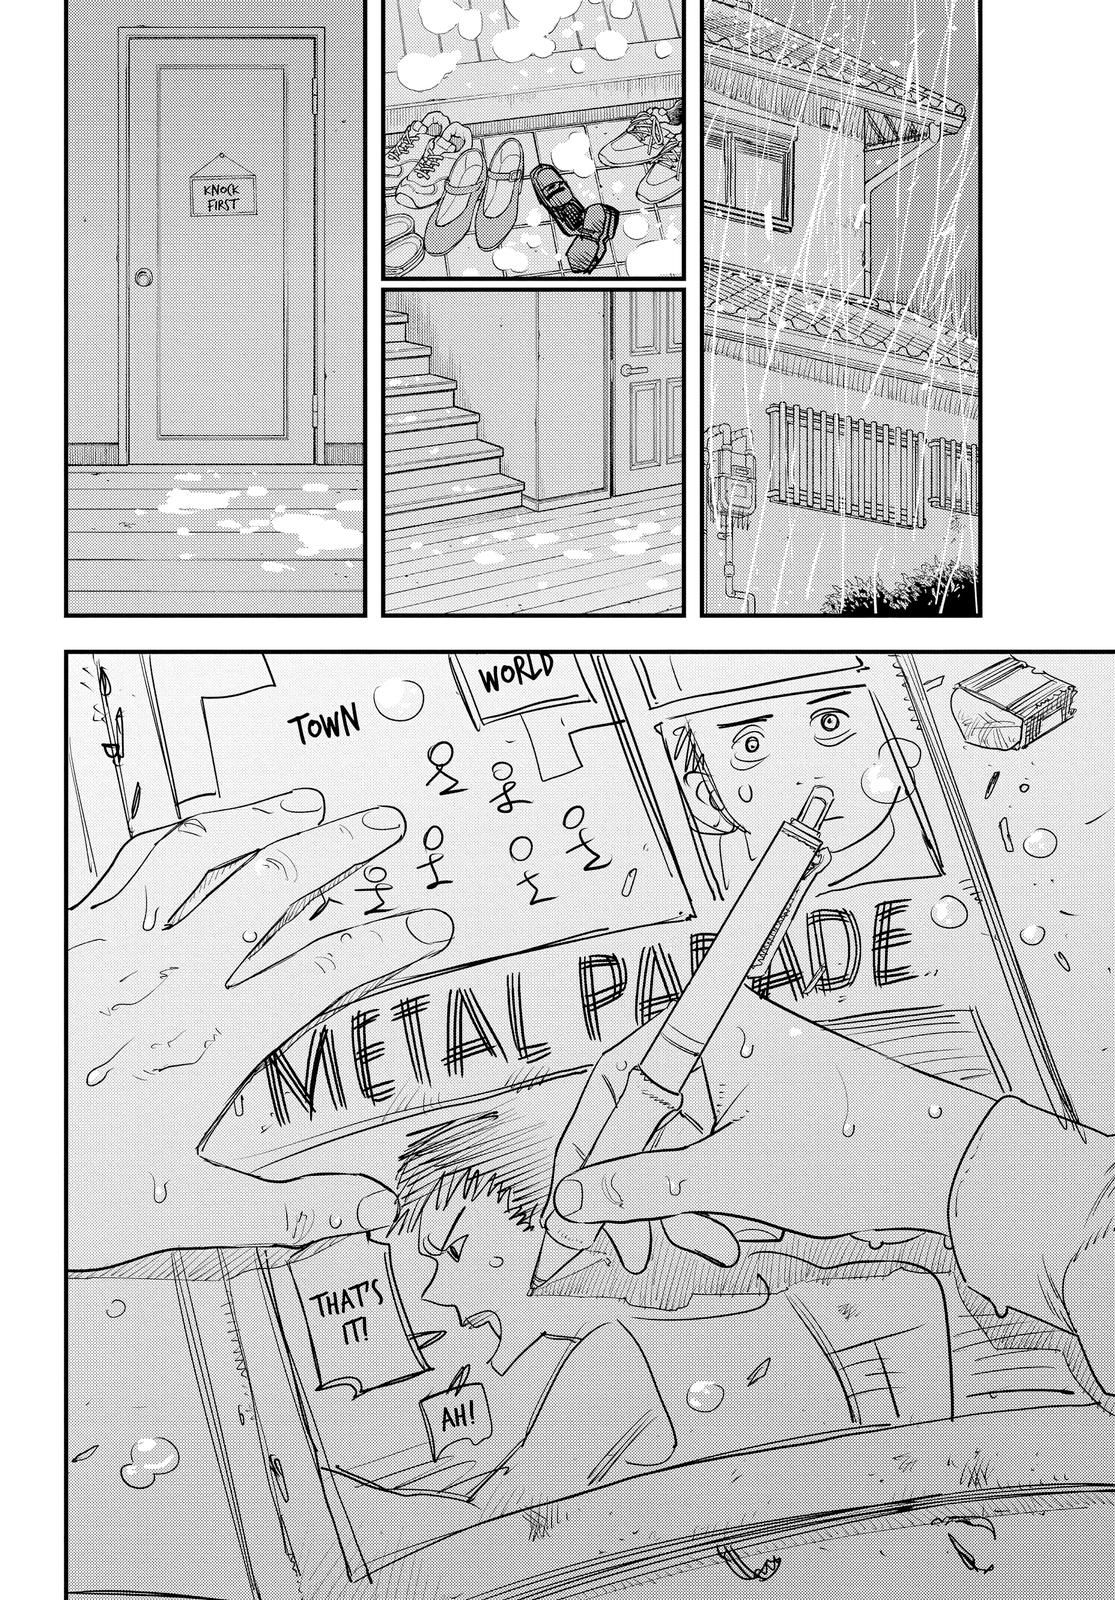 KNOCK
FIRST
WORLD
TOWN
METAL PARADE
THAT'S
IT!
AH!